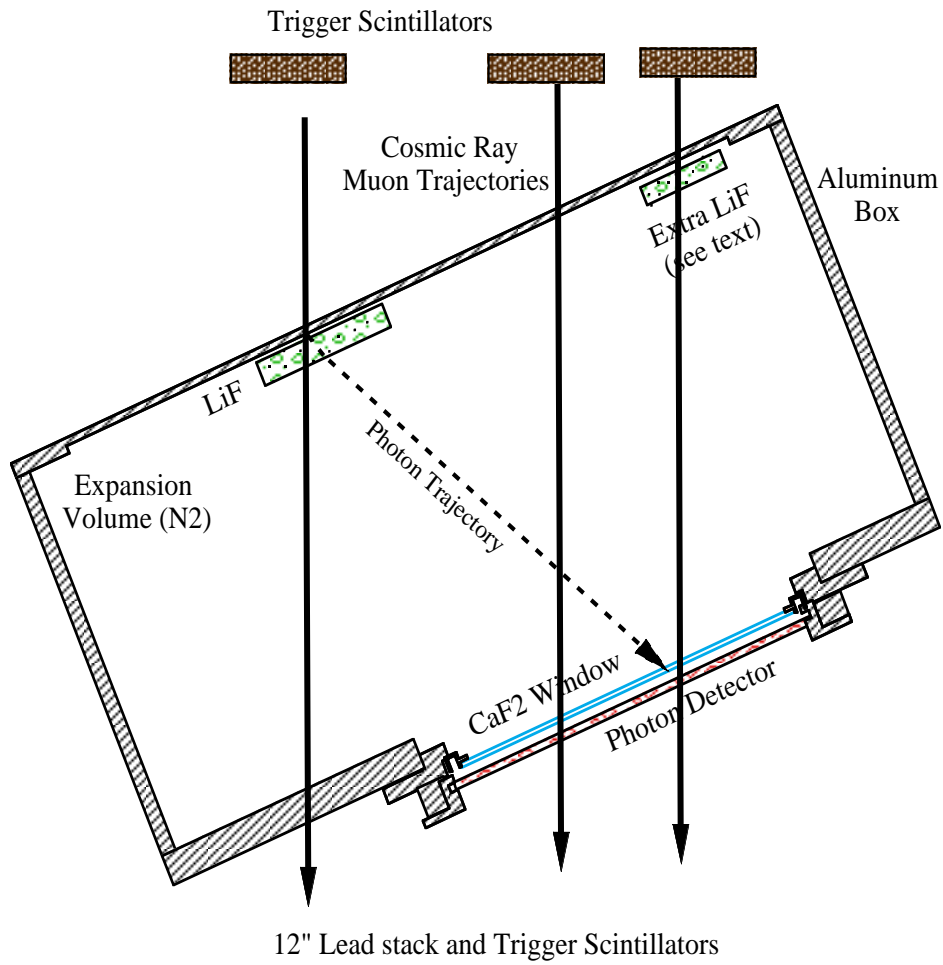 Trigger Scintillators
Cosmic Ray
Muon Trajectories
Aluminum
Box
Extra LiF
(see text)
LiF
Photon Trajectory
Expansion
Volume (N2)
CaF2 Window
Photon Detector
12" Lead stack and Trigger Scintillators